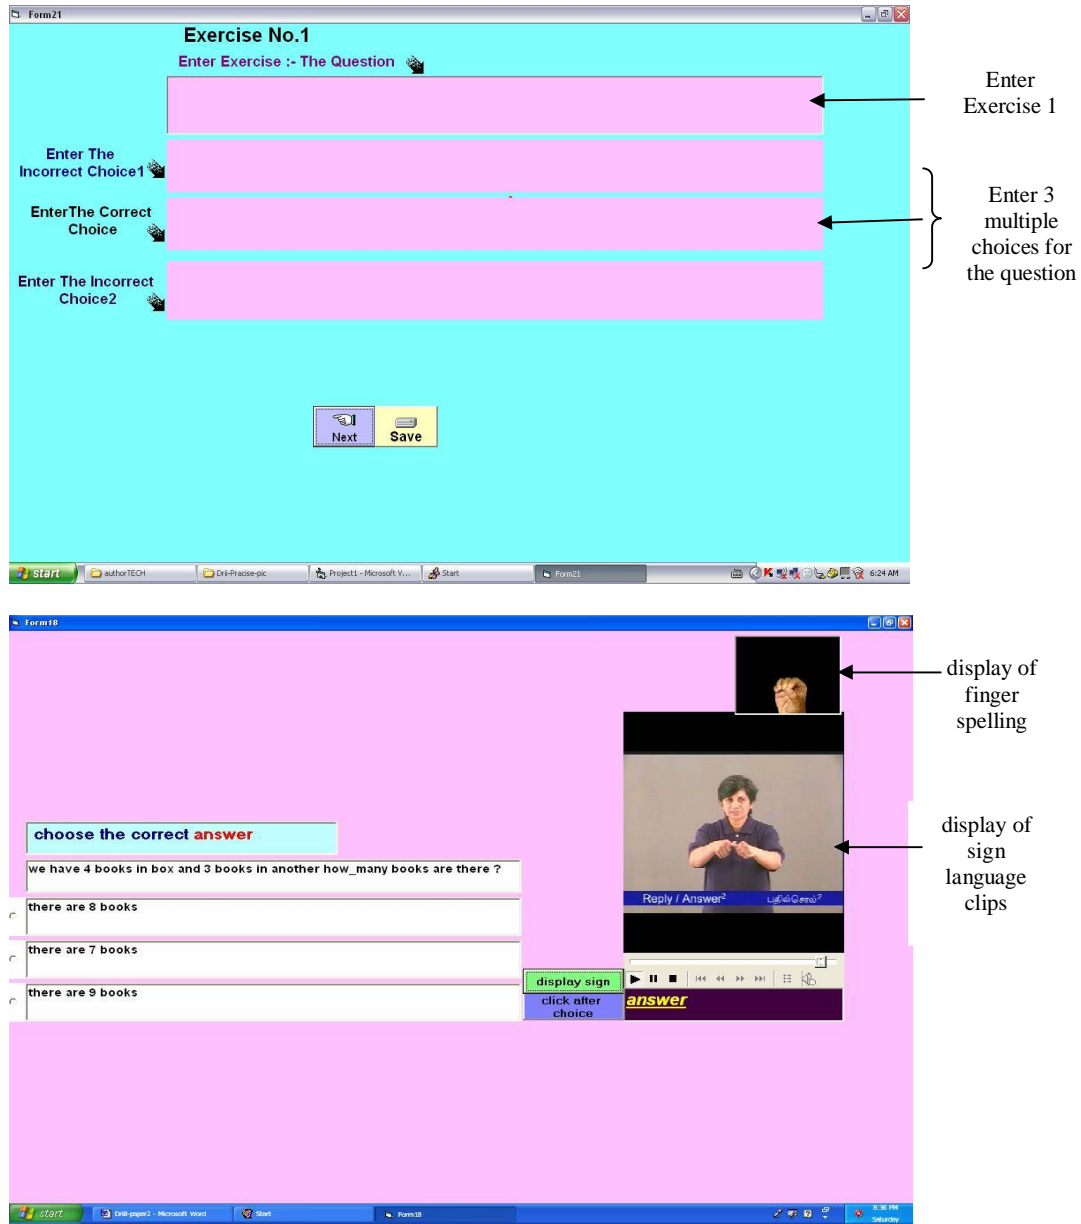 Form21
Exercise No.1
Enter Exercise :- The Question
Enter
Exercise 1
Enter The
Incorrect Choice1
EnterThe Correct
Choice
Enter The Incorrect
Choice2
Enter 3
multiple
choices for
the question
Next
Save
start
authorTECH
Dril-Pracise-pic
Project1 - Microsoft V...
Start
Form21
6:24 AM
Form18
display of
finger
spelling
choose the correct answer
we have 4 books in box and 3 books in another how_many books are there ?
there are 8 books
there are 7 books
there are 9 books
display sign
click after
choice
Reply / Answer² பதில்சொல்²
answer
display of
sign
language
clips
start
Drill-paper2 - Microsoft Word
Start
Form18
8:36 PM
Saturday